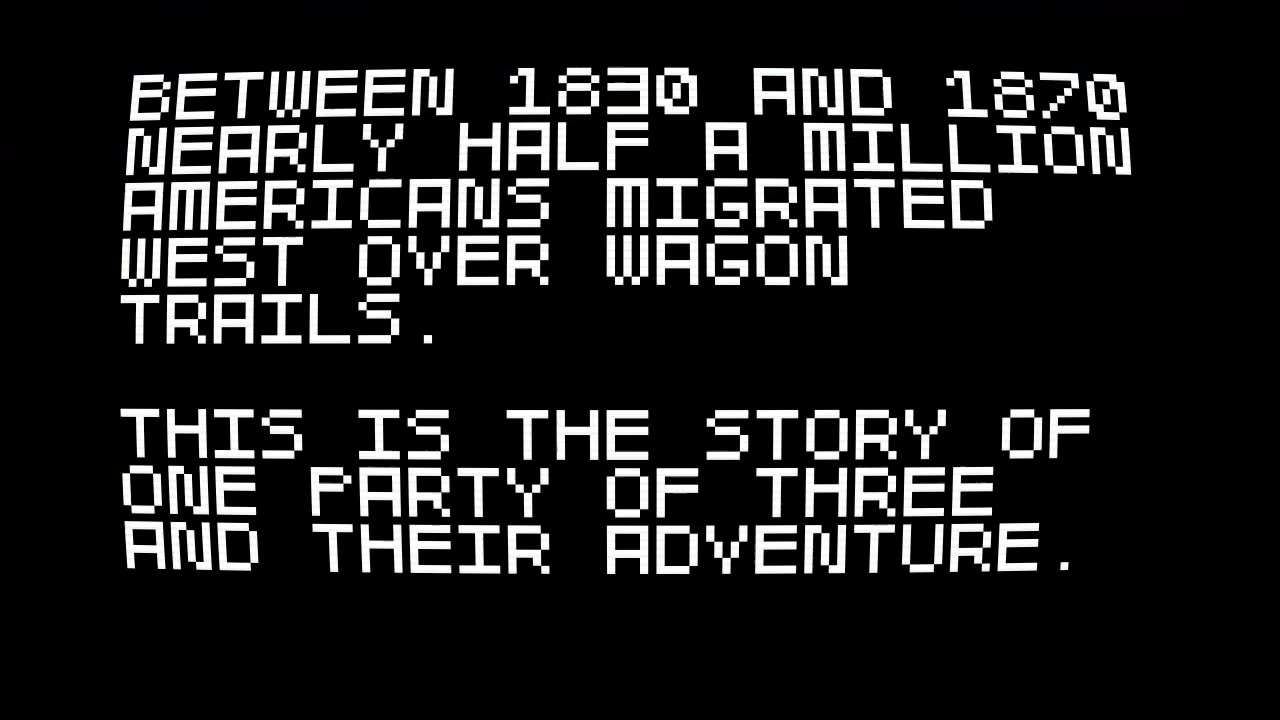 BETWEEN 1830 AND 1870
NEARLY HALF A MILLION
AMERICANS MIGRATED
WEST OVER WAGON
TRAILS.
THIS IS THE STORY OF
ONE PARTY OF THREE
AND THEIR ADVENTURE.